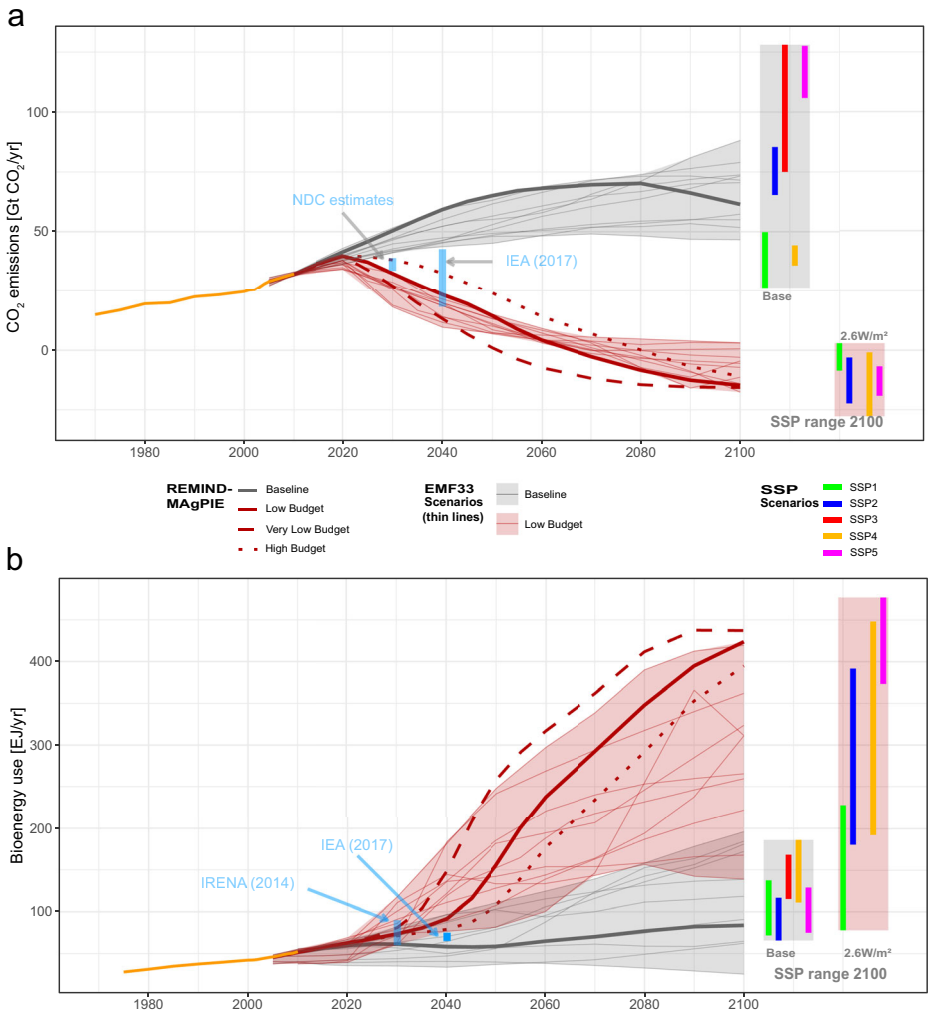 a
CO2 emissions [Gt CO2/yr]
100
50
0
NDC estimates
IEA (2017)
Base
2.6W/m²
SSP range 2100
1980
2000
2020
2040
2060
2080
2100
REMIND-
MAgPIE
Baseline
Low Budget
Very Low Budget
High Budget
EMF33
Scenarios
(thin lines)
Baseline
Low Budget
SSP
Scenarios
SSP1
SSP2
SSP3
SSP4
SSP5
b
Bioenergy use [EJ/yr]
400
300
200
100
IEA (2017)
IRENA (2014)
Base
2.6W/m²
SSP range 2100
1980
2000
2020
2040
2060
2080
2100